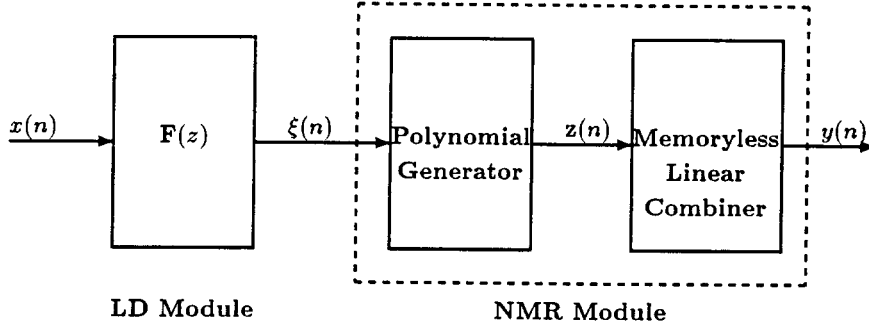 x(n)
F(z)
ξ(n)
Polynomial
Generator
z(n)
Memoryless
Linear
Combiner
y(n)
LD Module
NMR Module